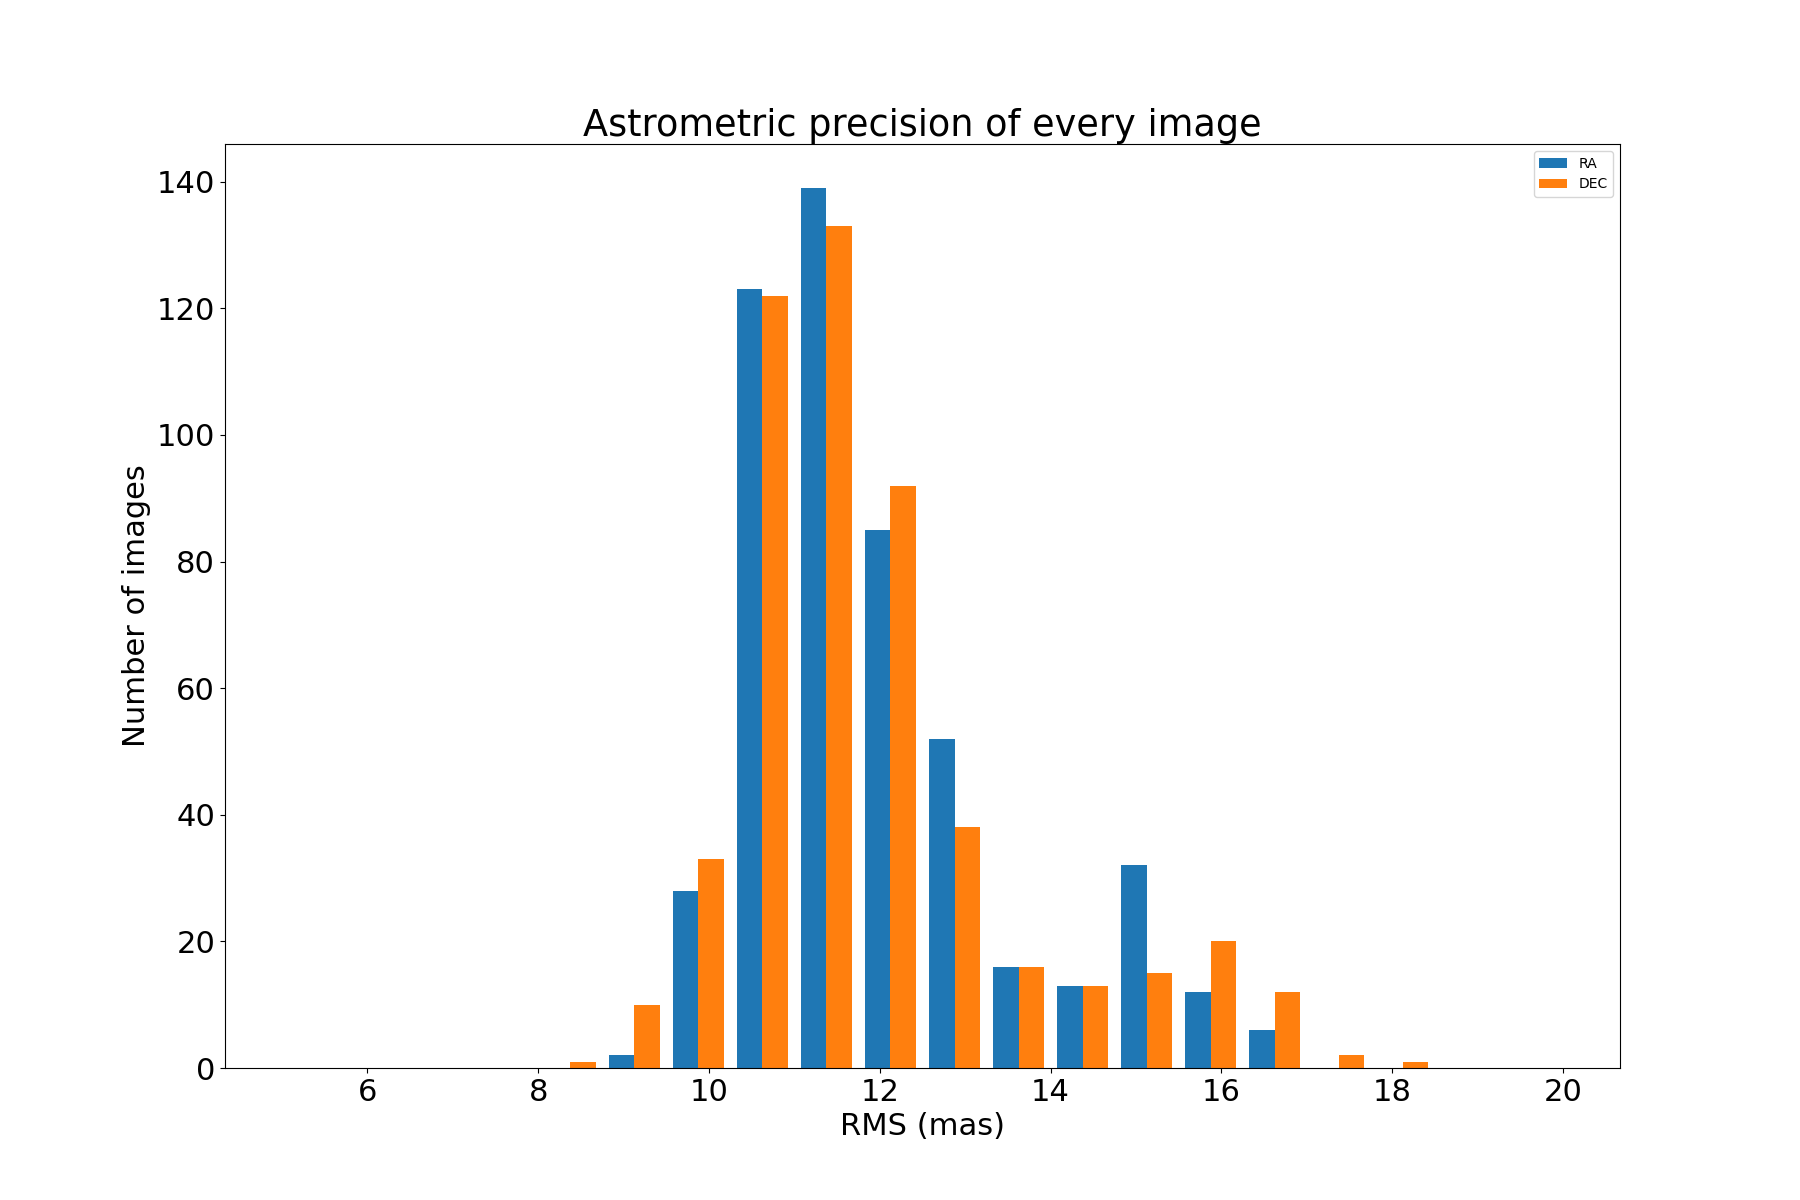 Astrometric precision of every image
RA
DEC
140
120
100
80
60
40
20
0
Number of images
6 8 10 12 14 16 18 20
RMS (mas)